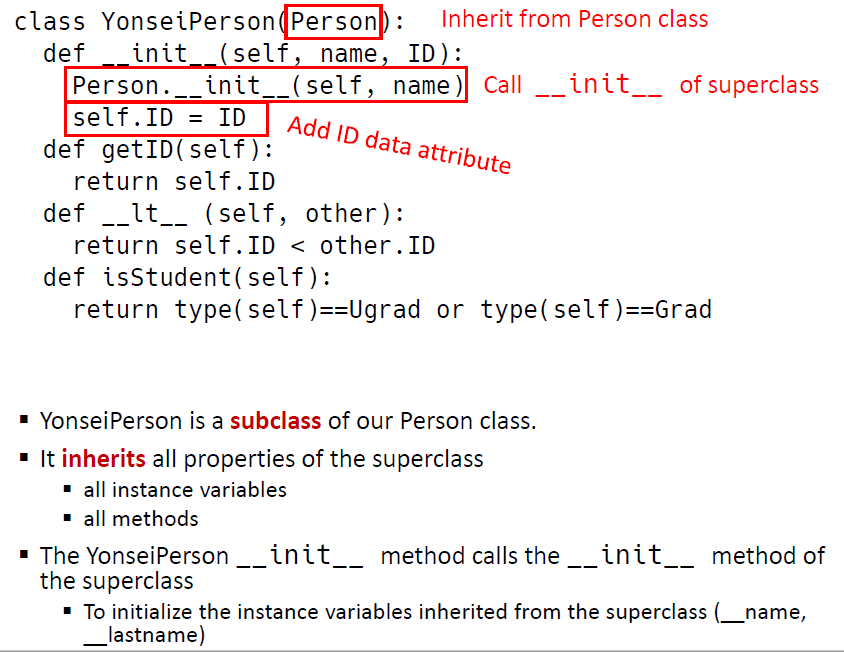 class YonseiPerson(Person): Inherit from Person class
def __init__(self, name, ID):
Person.__init__(self, name) Call __init__ of superclass
self.ID = ID Add ID data attribute
def getID(self):
return self.ID
def __lt__ (self, other):
return self.ID < other.ID
def isStudent(self):
return type(self)==Ugrad or type(self)==Grad
▪ YonseiPerson is a subclass of our Person class.
▪ It inherits all properties of the superclass
▪ all instance variables
▪ all methods
▪ The YonseiPerson __init__ method calls the __init__ method of
the superclass
▪ To initialize the instance variables inherited from the superclass (__name,
__lastname)